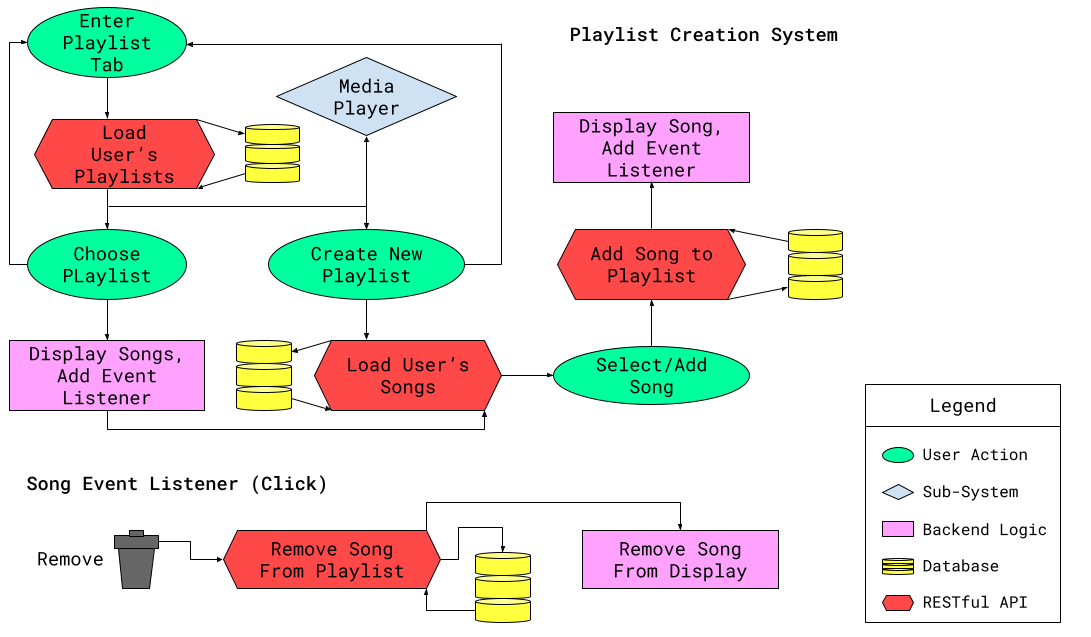 Enter
Playlist
Tab
Playlist Creation System
Media
Player
Load
User's
Playlists
Display Song,
Add Event
Listener
Choose
PLaylist
Create New
Playlist
Add Song to
Playlist
Display Songs,
Add Event
Listener
Load User's
Songs
Select/Add
Song
Legend
User Action
Sub-System
Backend Logic
Database
RESTful API
Song Event Listener (Click)
Remove
Remove Song
From Playlist
Remove Song
From Display